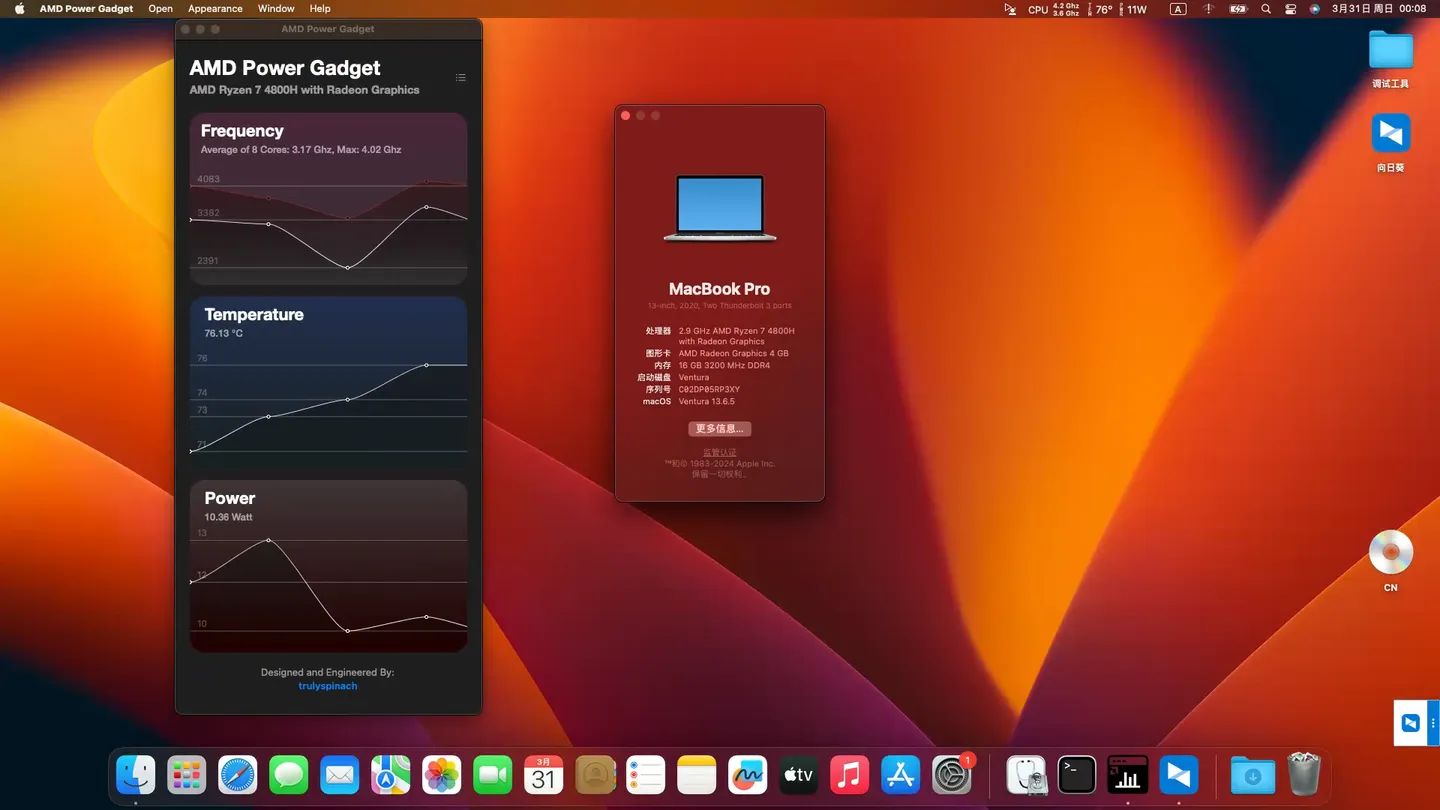 AMD Power Gadget Open Appearance Window Help
CPU 4.2 Ghz 3.6 Ghz 76° 11W A 3月31日 周日 00:08
AMD Power Gadget
AMD Power Gadget
AMD Ryzen 7 4800H with Radeon Graphics
Frequency
Average of 8 Cores: 3.17 Ghz, Max: 4.02 Ghz
4083
3382
2391
Temperature
76.13 °C
76
74
73
71
Power
10.36 Watt
13
12
10
Designed and Engineered By:
trulyspinach
MacBook Pro
13-inch, 2020, Two Thunderbolt 3 ports
处理器 2.9 GHz AMD Ryzen 7 4800H
with Radeon Graphics
图形卡 AMD Radeon Graphics 4 GB
内存 16 GB 3200 MHz DDR4
启动磁盘 Ventura
序列号 C02DP05RP3XY
macOS Ventura 13.6.5
更多信息...
监管认证
™和© 1983-2024 Apple Inc.
保留一切权利。
调试工具
向日葵
CN
3月
31
tv
1
>_